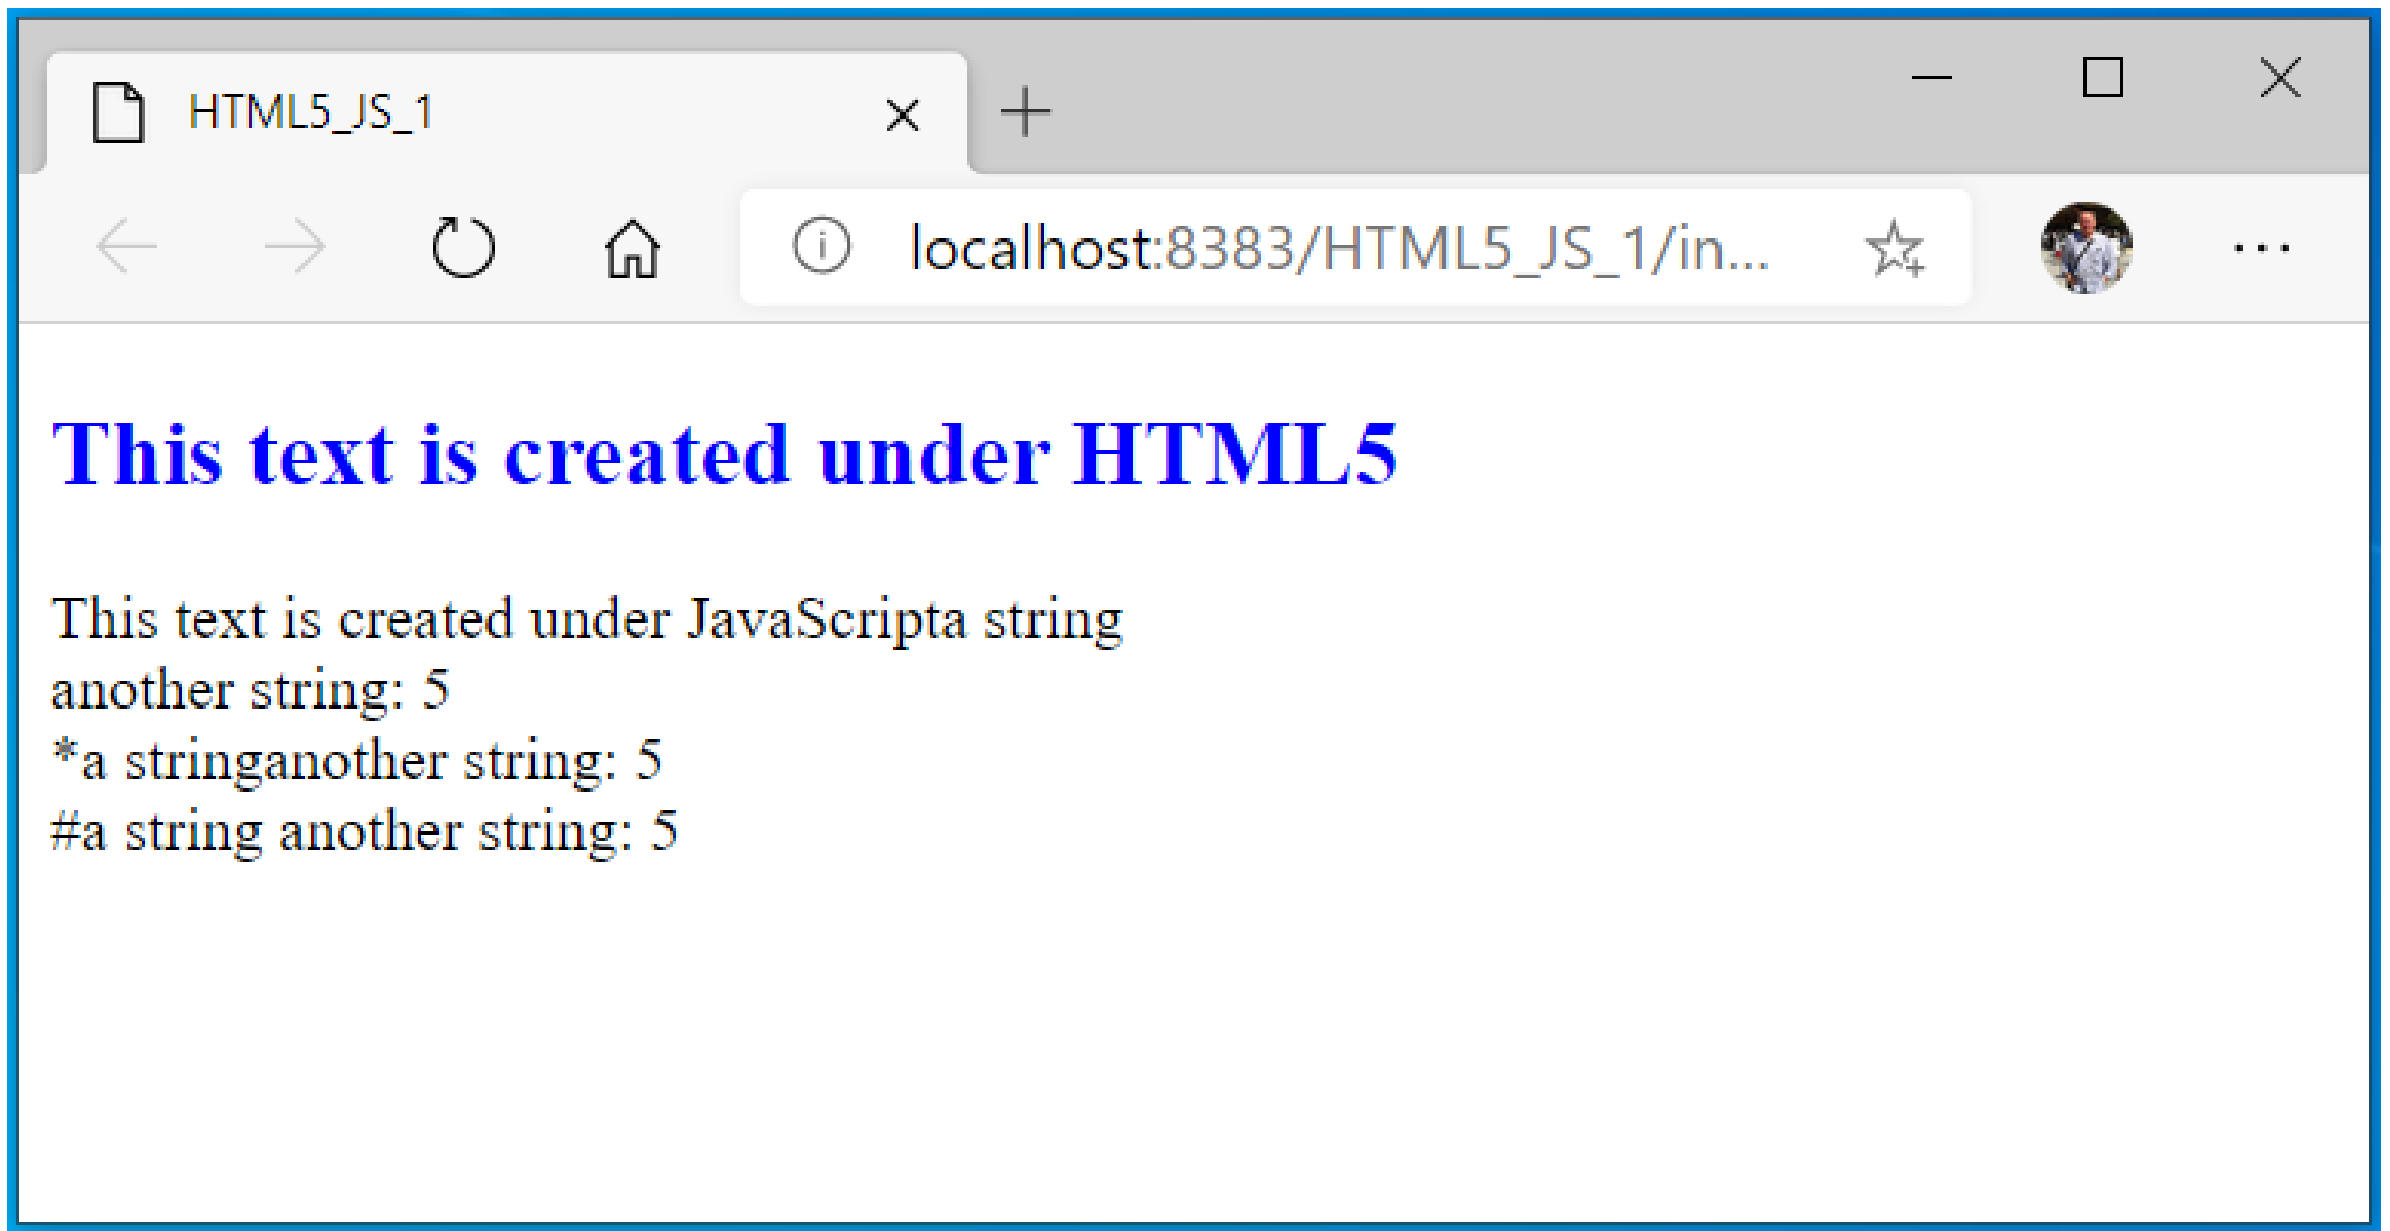 HTML5_JS_1
localhost:8383/HTML5_JS_1/in...
This text is created under HTML5
This text is created under JavaScripta string
another string: 5
*a stringanother string: 5
#a string another string: 5